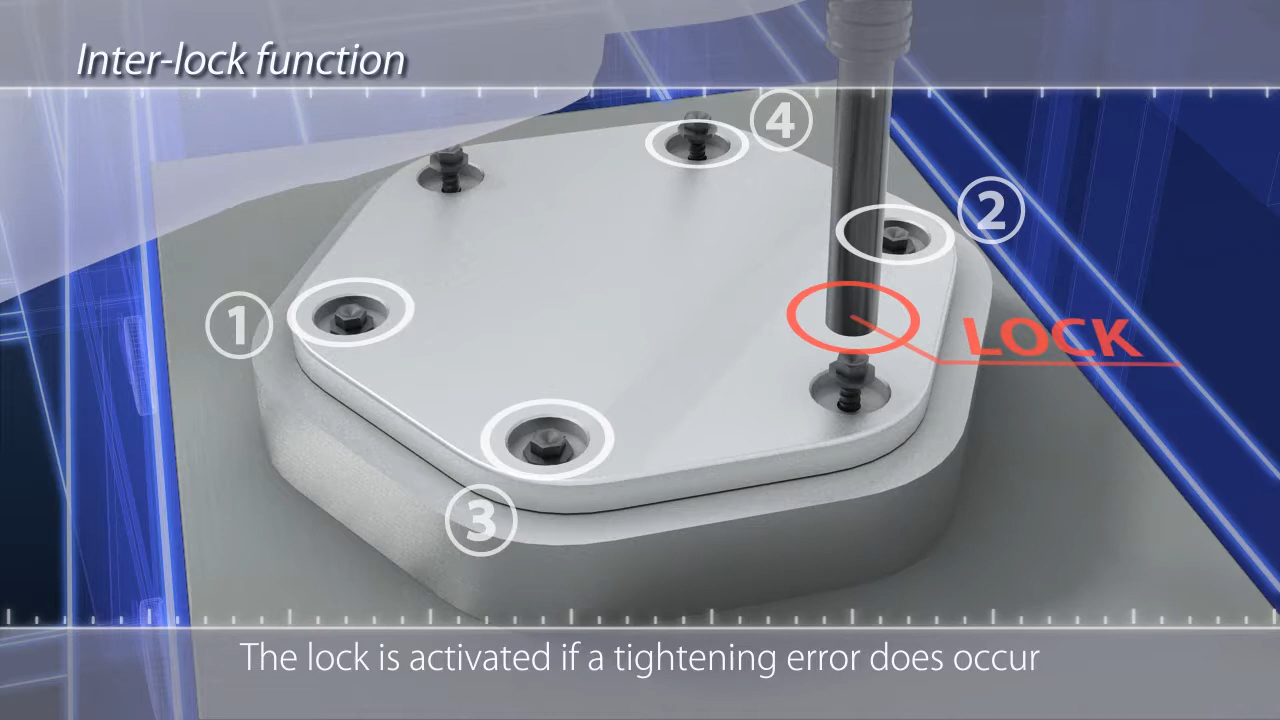 Inter-lock function
④
②
①
LOCK
③
The lock is activated if a tightening error does occur